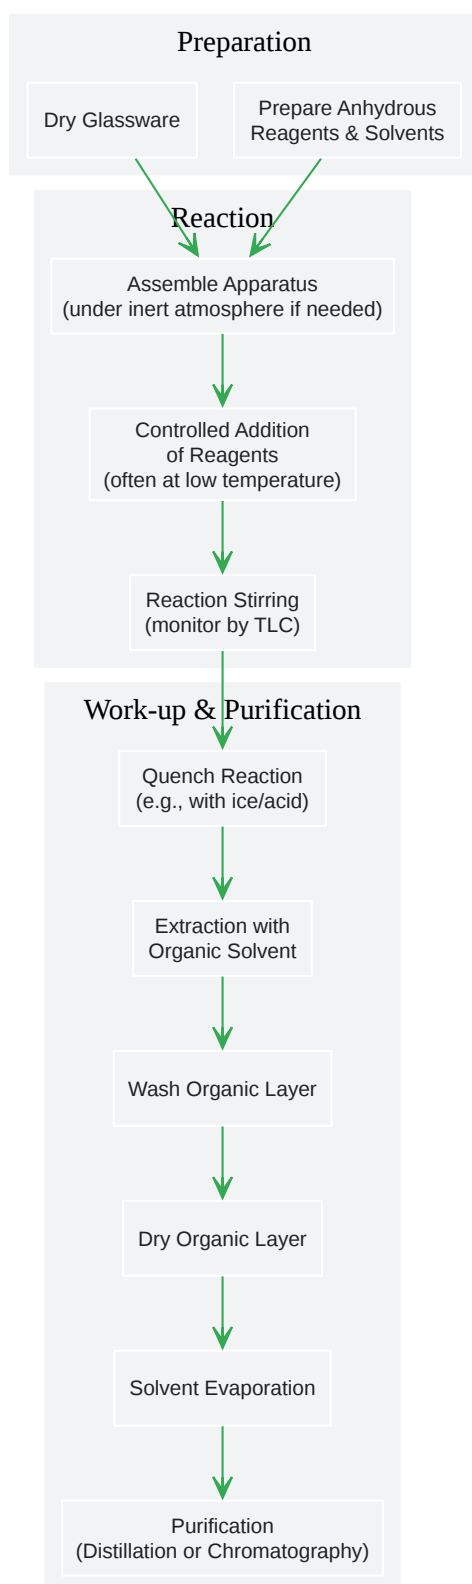 Preparation
Dry Glassware
Prepare Anhydrous
Reagents & Solvents
Reaction
Assemble Apparatus
(under inert atmosphere if needed)
Controlled Addition
of Reagents
(often at low temperature)
Reaction Stirring
(monitor by TLC)
Work-up & Purification
Quench Reaction
(e.g., with ice/acid)
Extraction with
Organic Solvent
Wash Organic Layer
Dry Organic Layer
Solvent Evaporation
Purification
(Distillation or Chromatography)